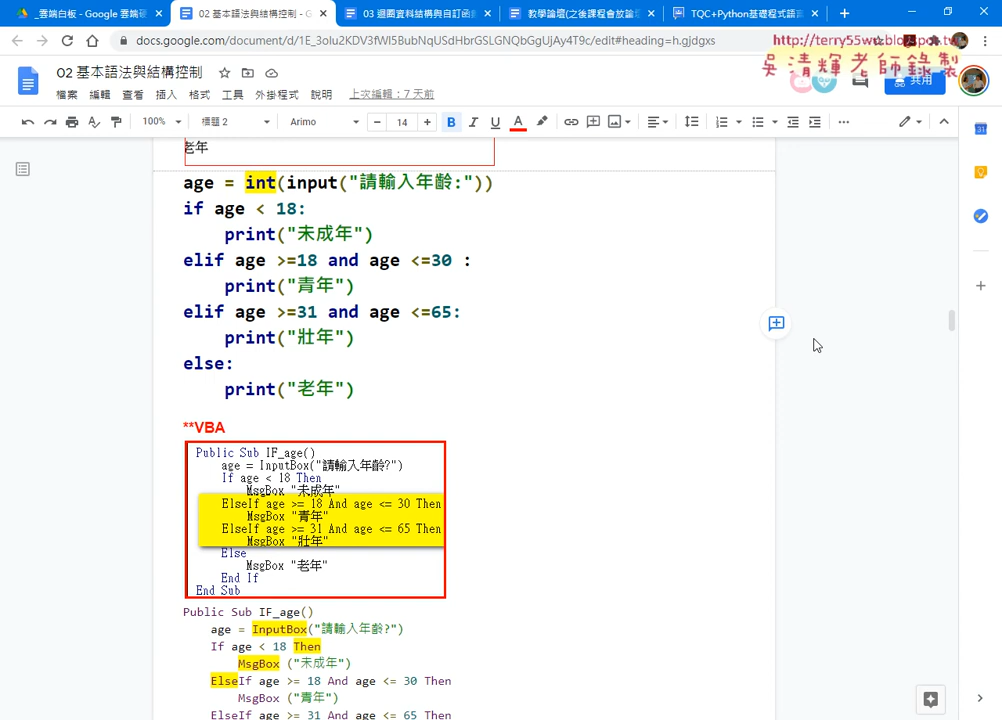 _雲端白板 - Google 雲端硬
02 基本語法與結構控制 - G
03 迴圈資料結構與自訂函
教學論壇(之後課程會放論壇
TQC+Python基礎程式語言
docs.google.com/document/d/1E_3olu2KDV3fWl5BubNqUSdHbrGSLGNQbGgUjAy4T9c/edit#heading=h.gjdgxs
http://terry55wu.blogspot.tw
吳清輝老師錄製
02 基本語法與結構控制
檔案 編輯 查看 插入 格式 工具 外掛程式 說明 上次編輯：7 天前
共用
100% 標題 2 Arimo 14 B I U A
老年
age = int(input("請輸入年齡:"))
if age < 18:
print("未成年")
elif age >=18 and age <=30 :
print("青年")
elif age >=31 and age <=65:
print("壯年")
else:
print("老年")
**VBA
Public Sub IF_age()
age = InputBox("請輸入年齡?")
If age < 18 Then
MsgBox "未成年"
ElseIf age >= 18 And age <= 30 Then
MsgBox "青年"
ElseIf age >= 31 And age <= 65 Then
MsgBox "壯年"
Else
MsgBox "老年"
End If
End Sub
Public Sub IF_age()
age = InputBox("請輸入年齡?")
If age < 18 Then
MsgBox ("未成年")
ElseIf age >= 18 And age <= 30 Then
MsgBox ("青年")
ElseIf age >= 31 And age <= 65 Then